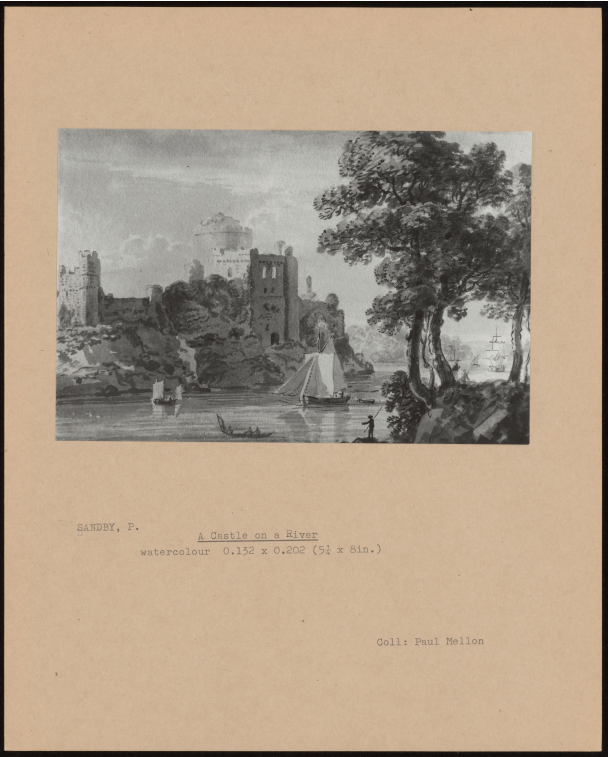 SANDBY, P.
A Castle on a River
watercolour 0.132 x 0.202 (5¼ x 8in.)
Coll: Paul Mellon